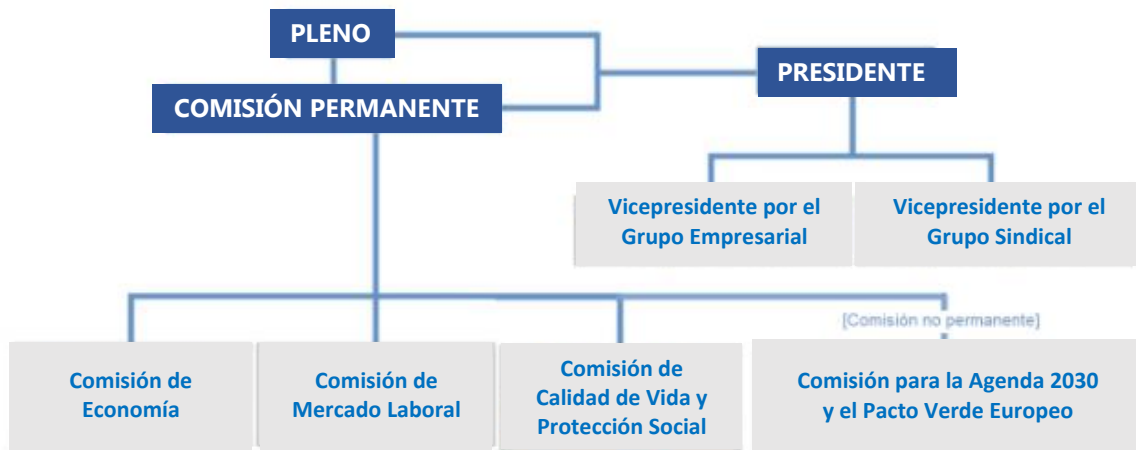 PLENO
PRESIDENTE
COMISIÓN PERMANENTE
Vicepresidente por el
Grupo Empresarial
Vicepresidente por el
Grupo Sindical
[Comisión no permanente]
Comisión de
Economía
Comisión de
Mercado Laboral
Comisión de
Calidad de Vida y
Protección Social
Comisión para la Agenda 2030
y el Pacto Verde Europeo